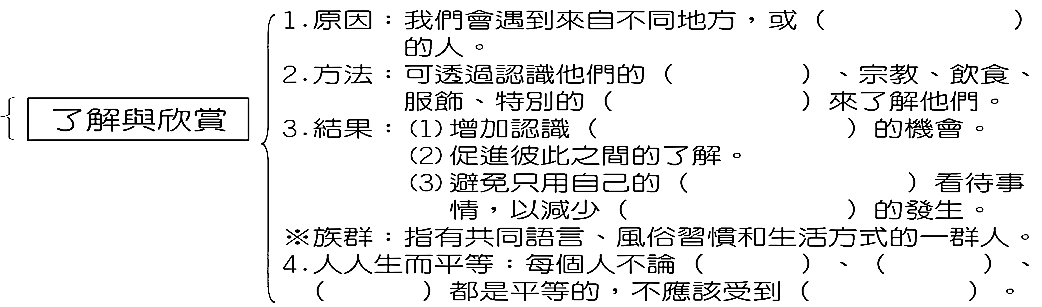 1.原因：我們會遇到來自不同地方，或（　　　　　　　）
的人。
2.方法：可透過認識他們的（　　　　　）、宗教、飲食、
了解與欣賞
服飾、特別的（　　　　　　　）來了解他們。
3.結果：(1)增加認識（　　　　　　　　　）的機會。
(2)促進彼此之間的了解。
(3)避免只用自己的（　　　　　　　　）看待事
情，以減少（　　　　　　　　）的發生。
※族群：指有共同語言、風俗習慣和生活方式的一群人。
4.人人生而平等：每個人不論（　　　　）、（　　　　）、
（　　　　）都是平等的，不應該受到（　　　　　）。